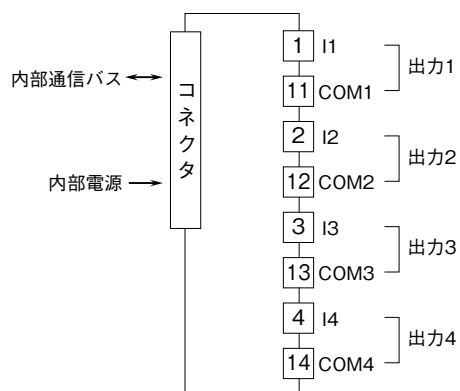 内部通信バス
内部電源
コネクタ
1 I1
11 COM1
出力1
2 I2
12 COM2
出力2
3 I3
13 COM3
出力3
4 I4
14 COM4
出力4